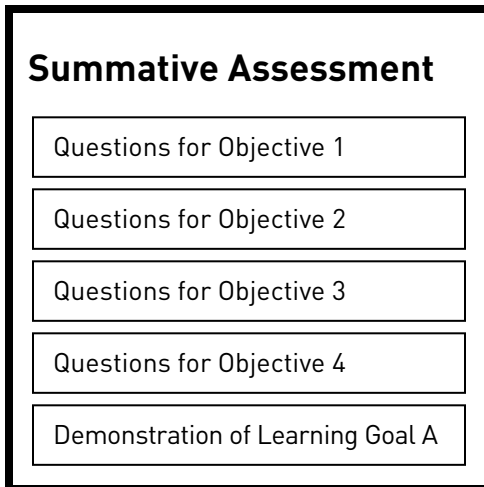 Summative Assessment
Questions for Objective 1
Questions for Objective 2
Questions for Objective 3
Questions for Objective 4
Demonstration of Learning Goal A